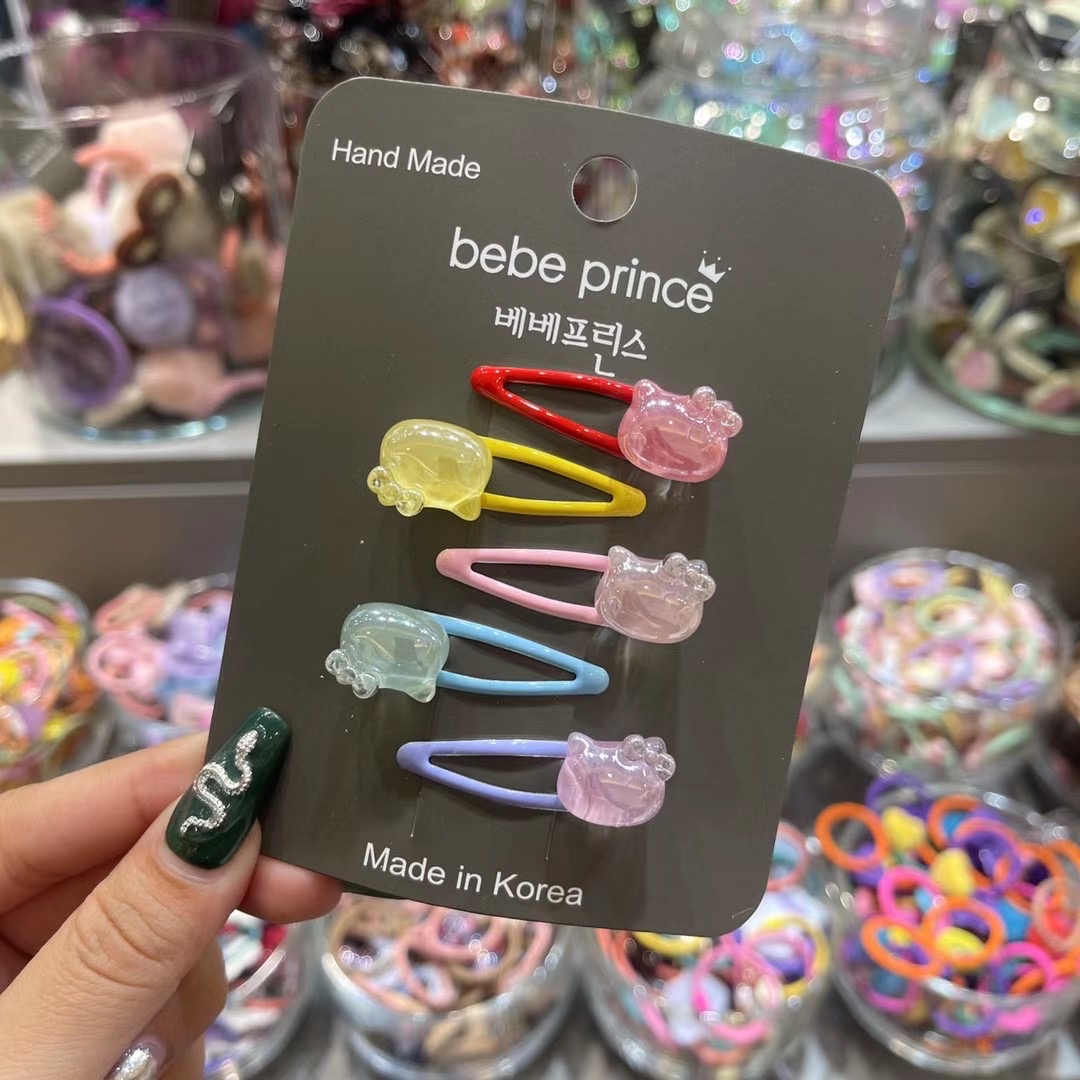 Hand Made
bebe prince
베베프린스
Made in Korea